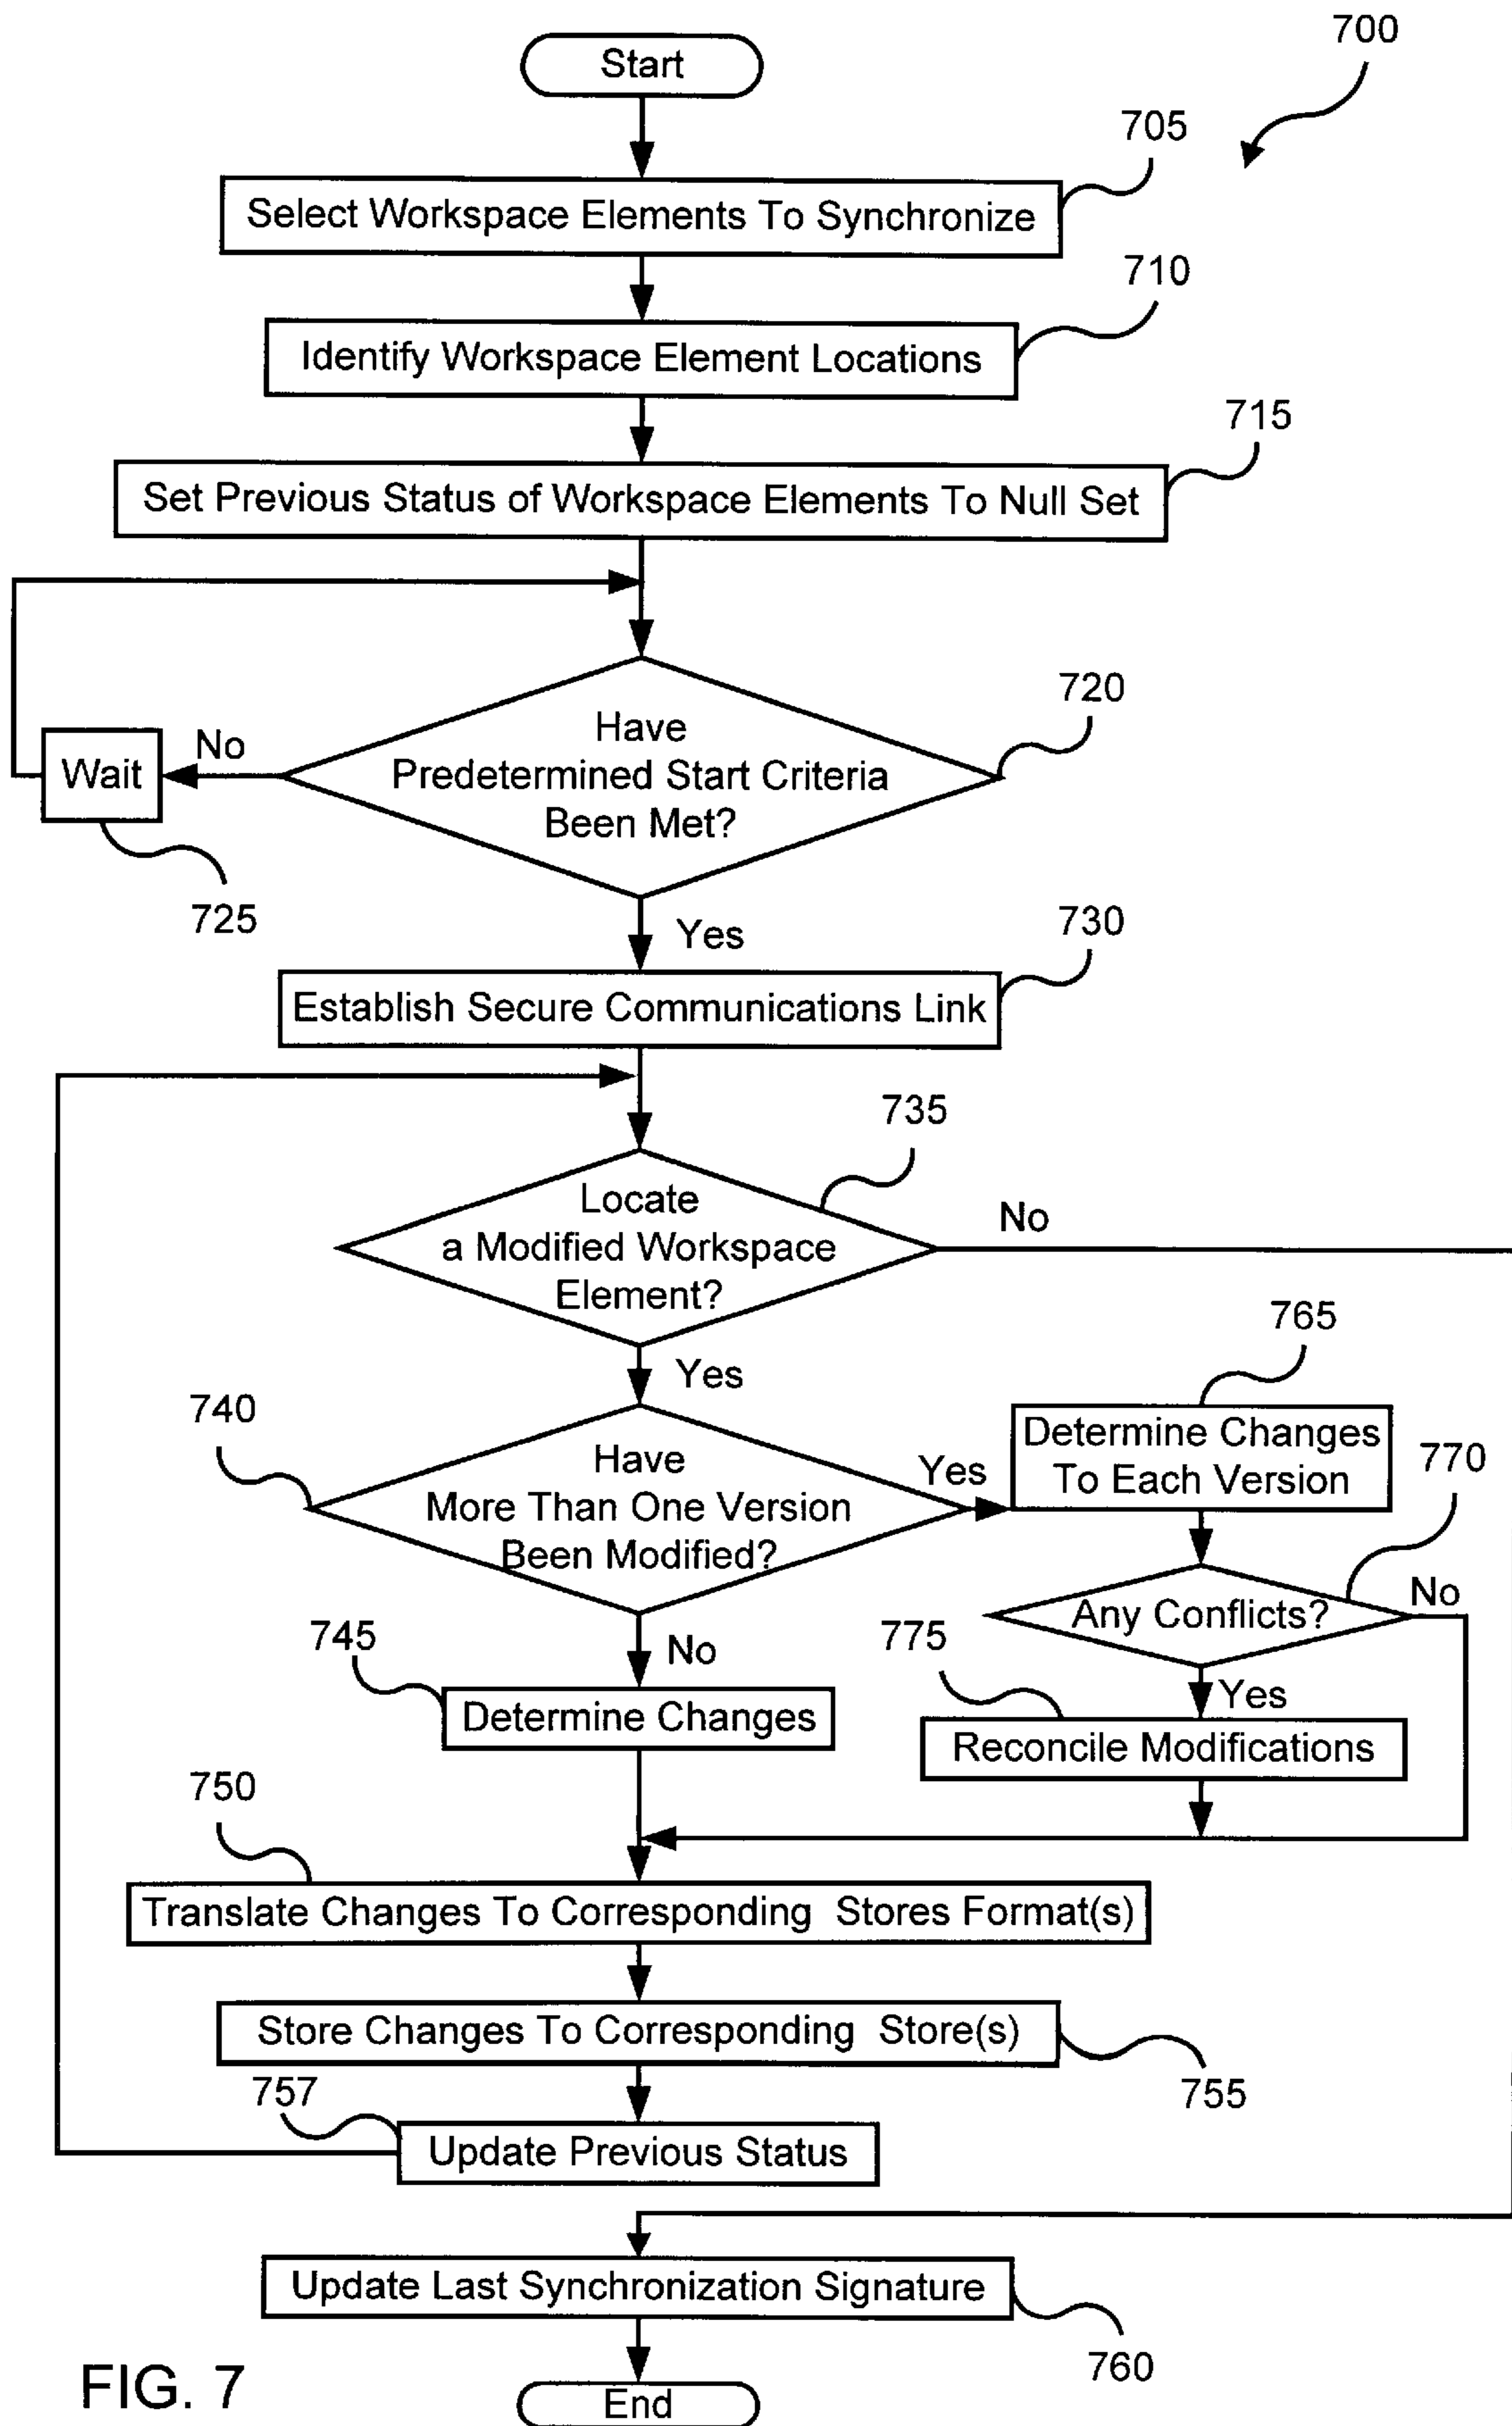 700
Start
705
Select Workspace Elements To Synchronize
710
Identify Workspace Element Locations
715
Set Previous Status of Workspace Elements To Null Set
720
Have
Predetermined Start Criteria
Been Met?
No
Wait
725
Yes
730
Establish Secure Communications Link
735
Locate
a Modified Workspace
Element?
No
Yes
740
Have
More Than One Version
Been Modified?
Yes
765
Determine Changes
To Each Version
770
Any Conflicts?
No
745
No
Determine Changes
775
Yes
Reconcile Modifications
750
Translate Changes To Corresponding Stores Format(s)
Store Changes To Corresponding Store(s)
755
757
Update Previous Status
Update Last Synchronization Signature
760
End
FIG. 7